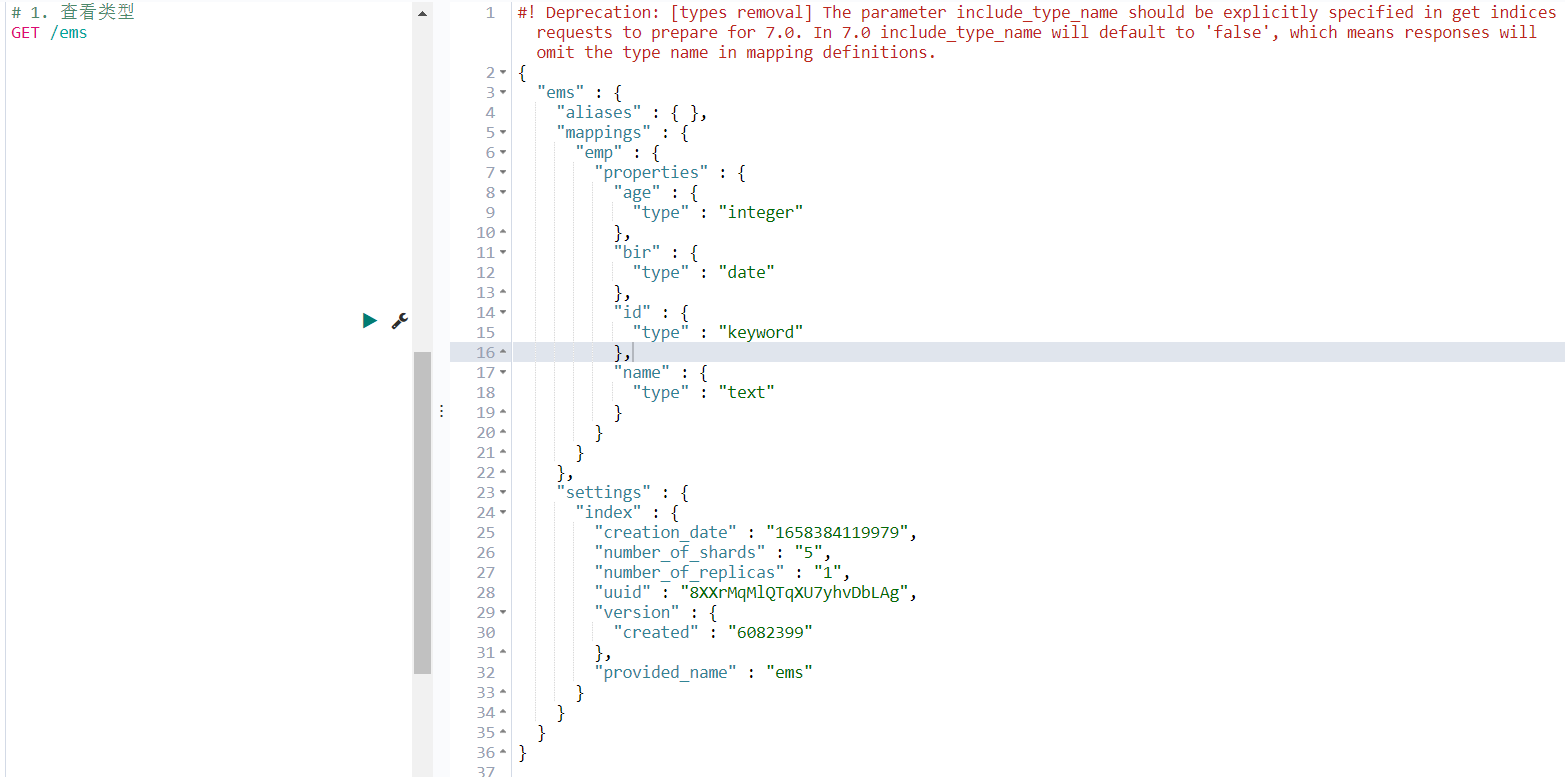 # 1. 查看类型
GET /ems
1 #! Deprecation: [types removal] The parameter include_type_name should be explicitly specified in get indices
requests to prepare for 7.0. In 7.0 include_type_name will default to 'false', which means responses will
omit the type name in mapping definitions.
2 {
3 "ems" : {
4 "aliases" : { },
5 "mappings" : {
6 "emp" : {
7 "properties" : {
8 "age" : {
9 "type" : "integer"
10 },
11 "bir" : {
12 "type" : "date"
13 },
14 "id" : {
15 "type" : "keyword"
16 },
17 "name" : {
18 "type" : "text"
19 }
20 }
21 }
22 },
23 "settings" : {
24 "index" : {
25 "creation_date" : "1658384119979",
26 "number_of_shards" : "5",
27 "number_of_replicas" : "1",
28 "uuid" : "8XXrMqMlQTqXU7yhvDbLAg",
29 "version" : {
30 "created" : "6082399"
31 },
32 "provided_name" : "ems"
33 }
34 }
35 }
36 }
37